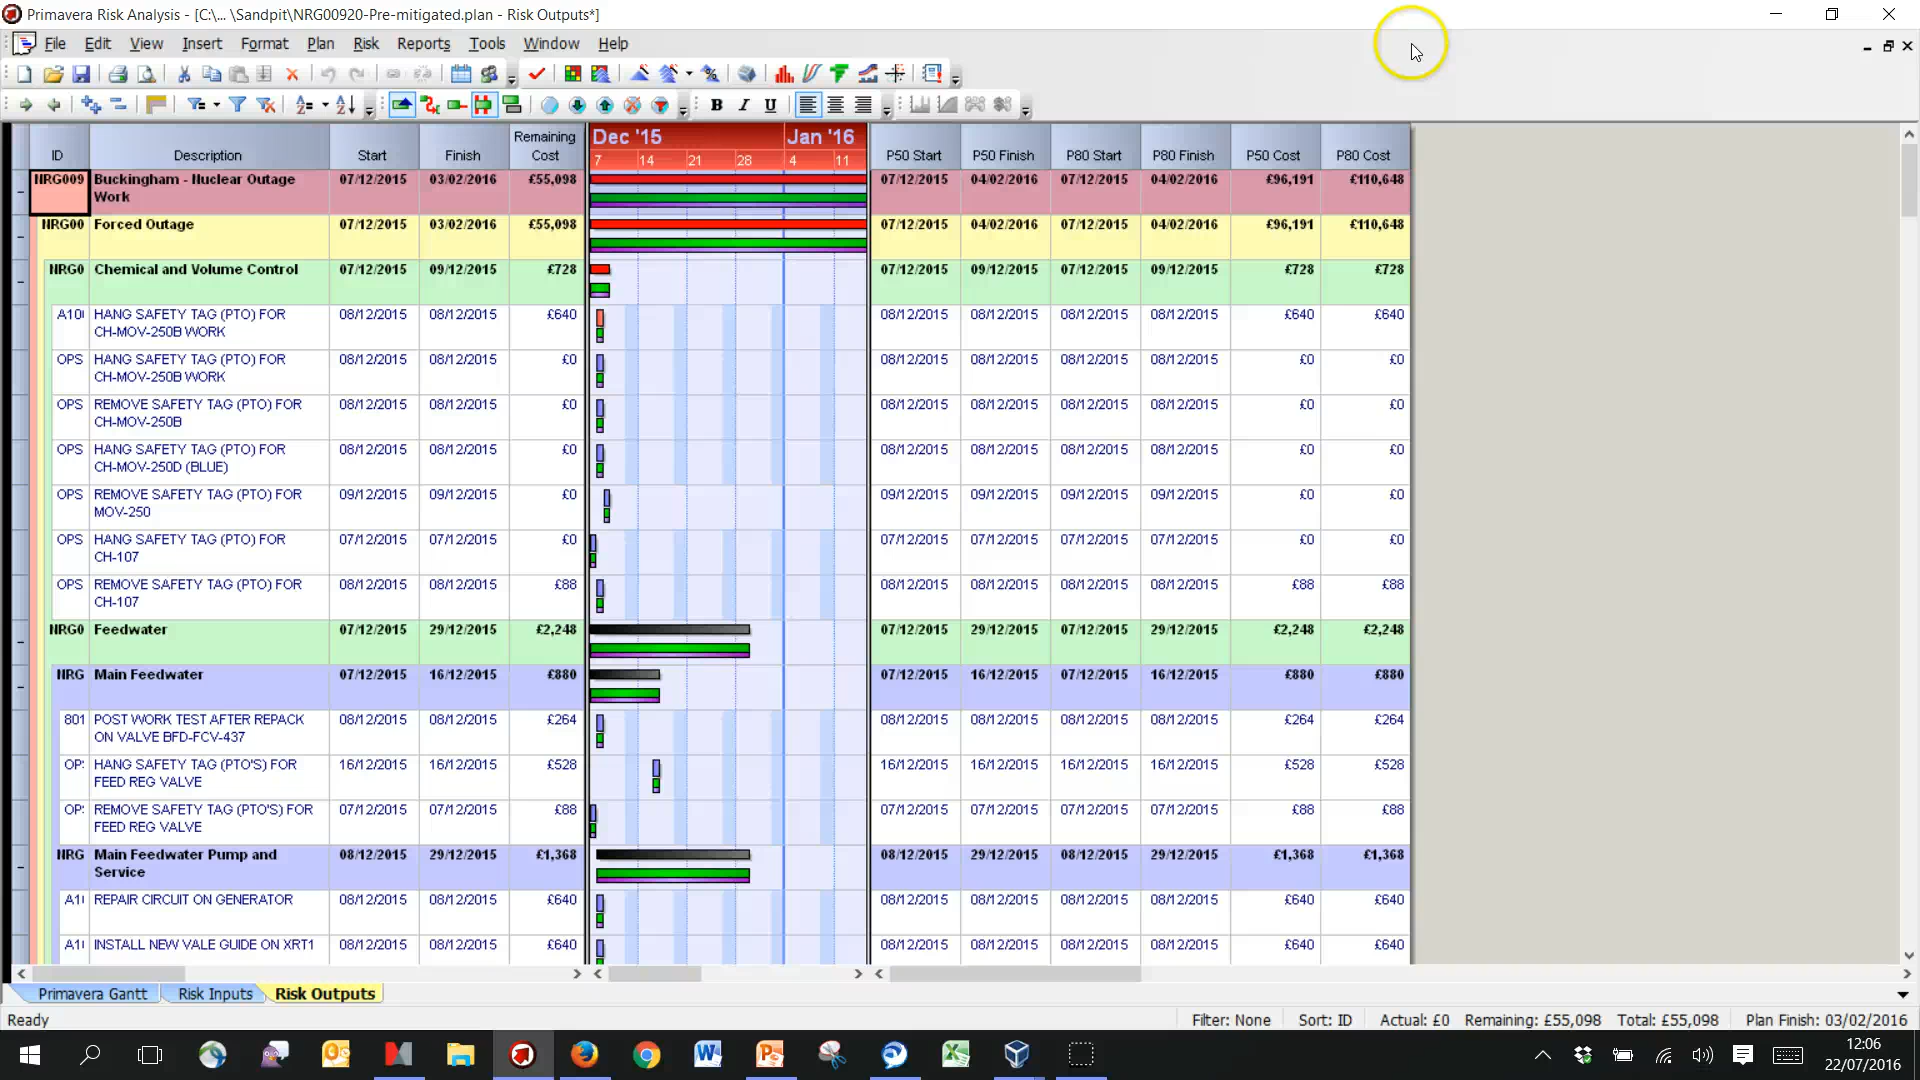 Primavera Risk Analysis - [C:\... \Sandpit\NRG00920-Pre-mitigated.plan - Risk Outputs*]
File Edit View Insert Format Plan Risk Reports Tools Window Help
B I U
ID Description Start Finish Remaining Cost Dec '15 Jan '16 P50 Start P50 Finish P80 Start P80 Finish P50 Cost P80 Cost
7 14 21 28 4 11
NRG009 Buckingham - Nuclear Outage Work 07/12/2015 03/02/2016 £55,098 07/12/2015 04/02/2016 07/12/2015 04/02/2016 £96,191 £110,648
NRG00 Forced Outage 07/12/2015 03/02/2016 £55,098 07/12/2015 04/02/2016 07/12/2015 04/02/2016 £96,191 £110,648
NRG0 Chemical and Volume Control 07/12/2015 09/12/2015 £728 07/12/2015 09/12/2015 07/12/2015 09/12/2015 £728 £728
A10 HANG SAFETY TAG (PTO) FOR CH-MOV-250B WORK 08/12/2015 08/12/2015 £640 08/12/2015 08/12/2015 08/12/2015 08/12/2015 £640 £640
OPS HANG SAFETY TAG (PTO) FOR CH-MOV-250B WORK 08/12/2015 08/12/2015 £0 08/12/2015 08/12/2015 08/12/2015 08/12/2015 £0 £0
OPS REMOVE SAFETY TAG (PTO) FOR CH-MOV-250B 08/12/2015 08/12/2015 £0 08/12/2015 08/12/2015 08/12/2015 08/12/2015 £0 £0
OPS HANG SAFETY TAG (PTO) FOR CH-MOV-250D (BLUE) 08/12/2015 08/12/2015 £0 08/12/2015 08/12/2015 08/12/2015 08/12/2015 £0 £0
OPS REMOVE SAFETY TAG (PTO) FOR MOV-250 09/12/2015 09/12/2015 £0 09/12/2015 09/12/2015 09/12/2015 09/12/2015 £0 £0
OPS HANG SAFETY TAG (PTO) FOR CH-107 07/12/2015 07/12/2015 £0 07/12/2015 07/12/2015 07/12/2015 07/12/2015 £0 £0
OPS REMOVE SAFETY TAG (PTO) FOR CH-107 08/12/2015 08/12/2015 £88 08/12/2015 08/12/2015 08/12/2015 08/12/2015 £88 £88
NRG0 Feedwater 07/12/2015 29/12/2015 £2,248 07/12/2015 29/12/2015 07/12/2015 29/12/2015 £2,248 £2,248
NRG Main Feedwater 07/12/2015 16/12/2015 £880 07/12/2015 16/12/2015 07/12/2015 16/12/2015 £880 £880
801 POST WORK TEST AFTER REPACK ON VALVE BFD-FCV-437 08/12/2015 08/12/2015 £264 08/12/2015 08/12/2015 08/12/2015 08/12/2015 £264 £264
OP HANG SAFETY TAG (PTO'S) FOR FEED REG VALVE 16/12/2015 16/12/2015 £528 16/12/2015 16/12/2015 16/12/2015 16/12/2015 £528 £528
OP REMOVE SAFETY TAG (PTO'S) FOR FEED REG VALVE 07/12/2015 07/12/2015 £88 07/12/2015 07/12/2015 07/12/2015 07/12/2015 £88 £88
NRG Main Feedwater Pump and Service 08/12/2015 29/12/2015 £1,368 08/12/2015 29/12/2015 08/12/2015 29/12/2015 £1,368 £1,368
A1 REPAIR CIRCUIT ON GENERATOR 08/12/2015 08/12/2015 £640 08/12/2015 08/12/2015 08/12/2015 08/12/2015 £640 £640
A1 INSTALL NEW VALE GUIDE ON XRT1 08/12/2015 08/12/2015 £640 08/12/2015 08/12/2015 08/12/2015 08/12/2015 £640 £640
Primavera Gantt Risk Inputs Risk Outputs
Ready Filter: None Sort: ID Actual: £0 Remaining: £55,098 Total: £55,098 Plan Finish: 03/02/2016
12:06
22/07/2016